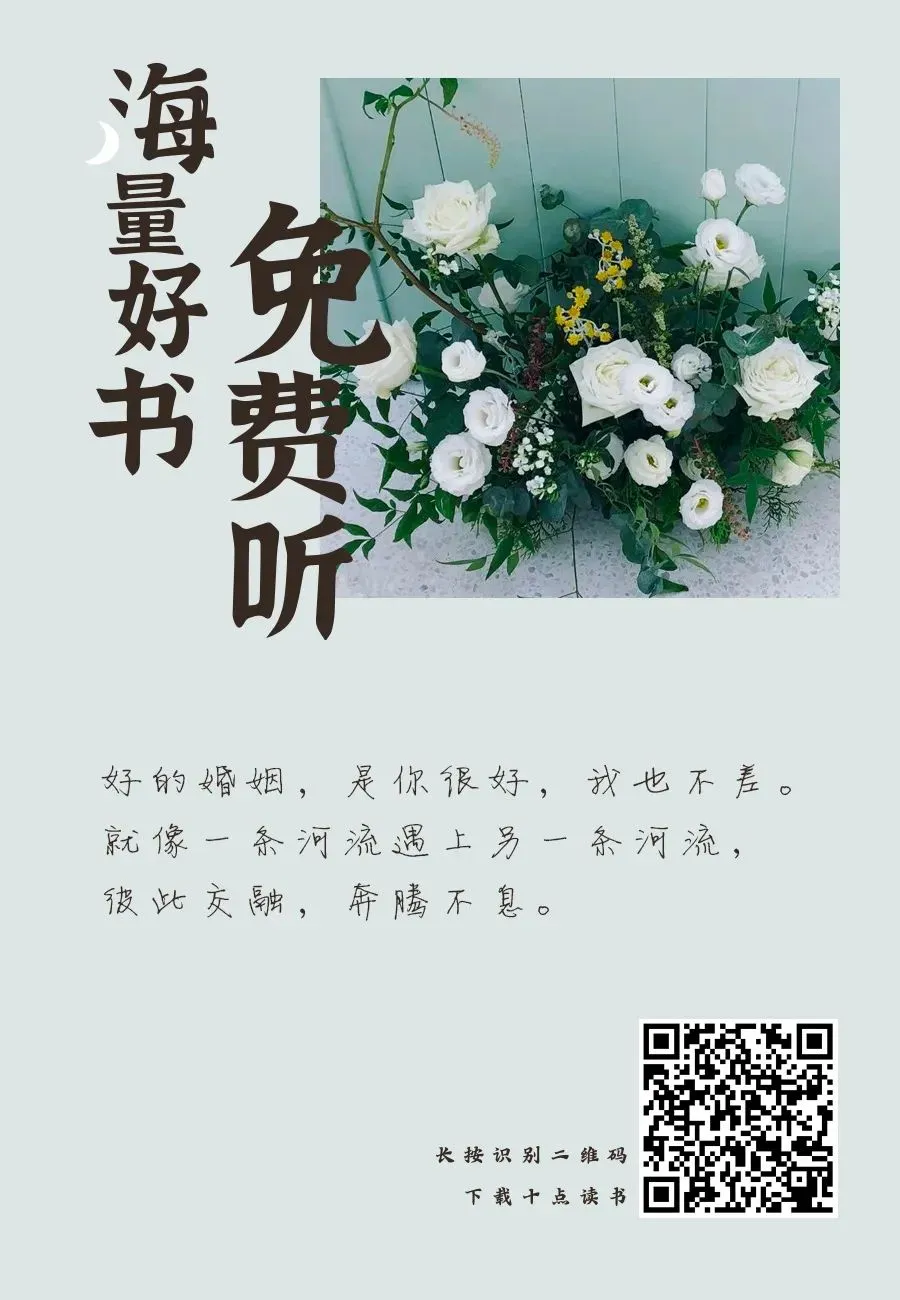 海量好书
免费听
好的婚姻，是你很好，我也不差。
就像一条河流遇上另一条河流，
彼此交融，奔腾不息。
长按识别二维码
下载十点读书